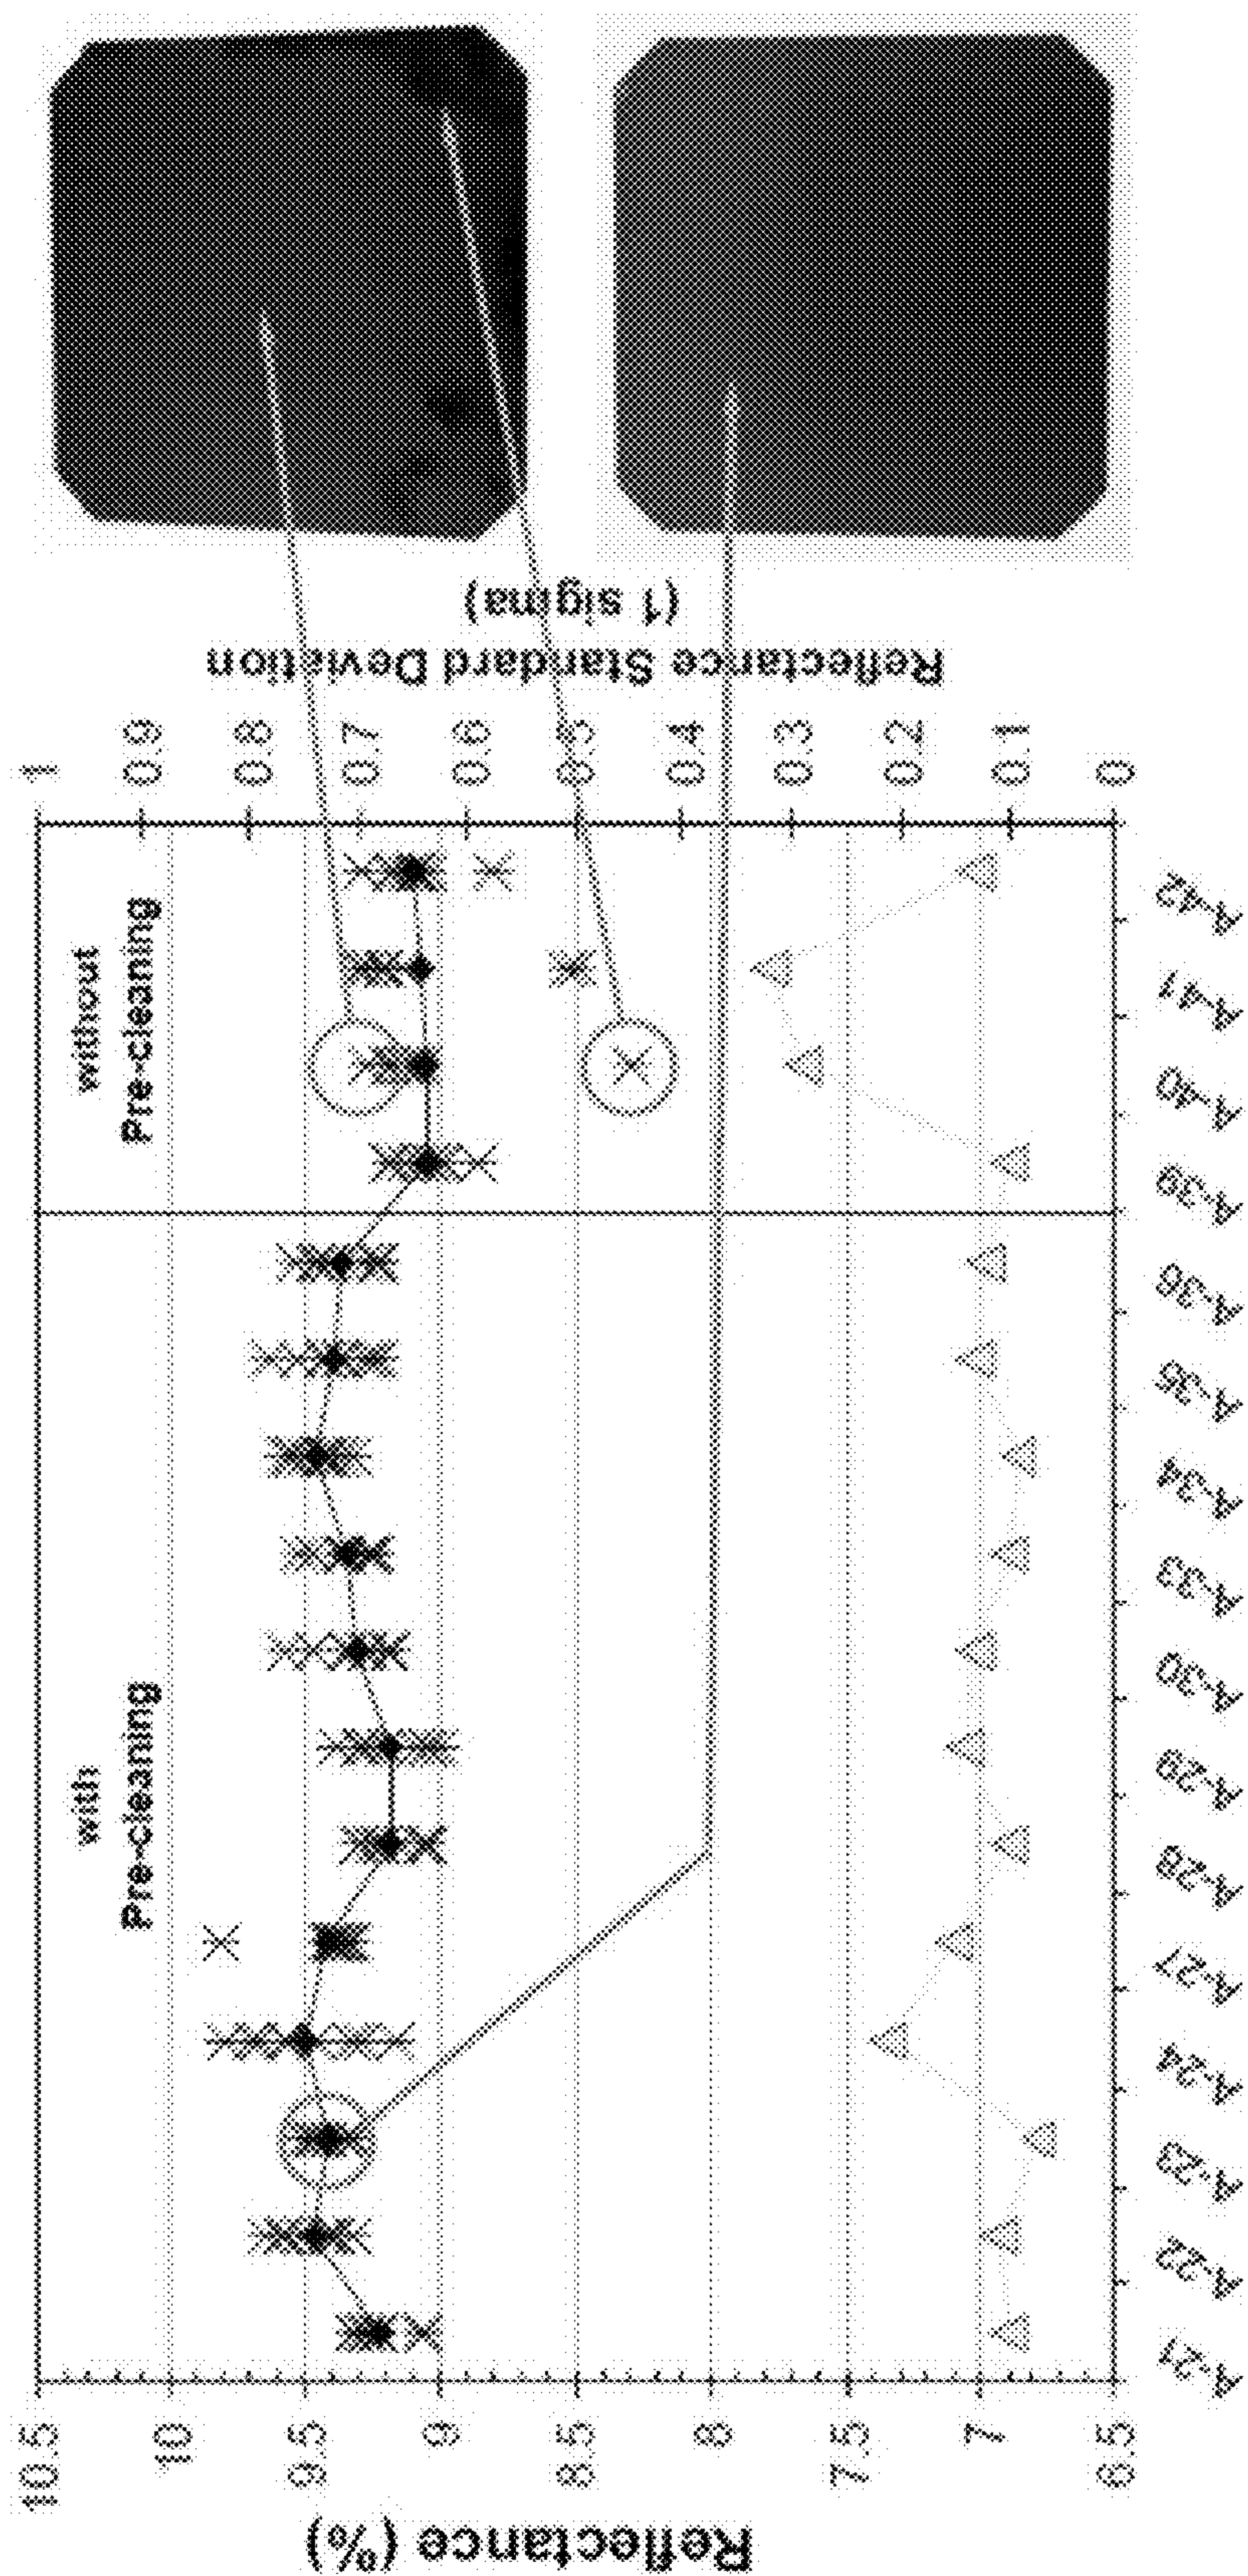 with
Pre-cleaning
without
Pre-cleaning
Reflectance (%)
10.5
10
9.5
9
8.5
8
7.5
7
6.5
1
0.9
0.8
0.7
0.6
0.5
0.4
0.3
0.2
0.1
0
Reflectance Standard Deviation
(1 sigma)
A-21
A-22
A-23
A-24
A-27
A-28
A-29
A-30
A-33
A-34
A-35
A-36
A-39
A-40
A-41
A-42